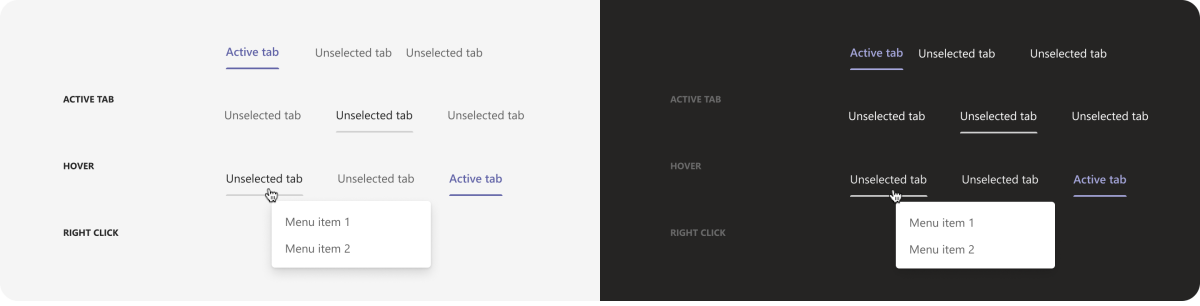 Active tab Unselected tab Unselected tab
ACTIVE TAB
Unselected tab Unselected tab Unselected tab
HOVER
Unselected tab Unselected tab Active tab
Menu item 1
RIGHT CLICK
Menu item 2
Active tab Unselected tab Unselected tab
ACTIVE TAB
Unselected tab Unselected tab Unselected tab
HOVER
Unselected tab Unselected tab Active tab
Menu item 1
RIGHT CLICK
Menu item 2